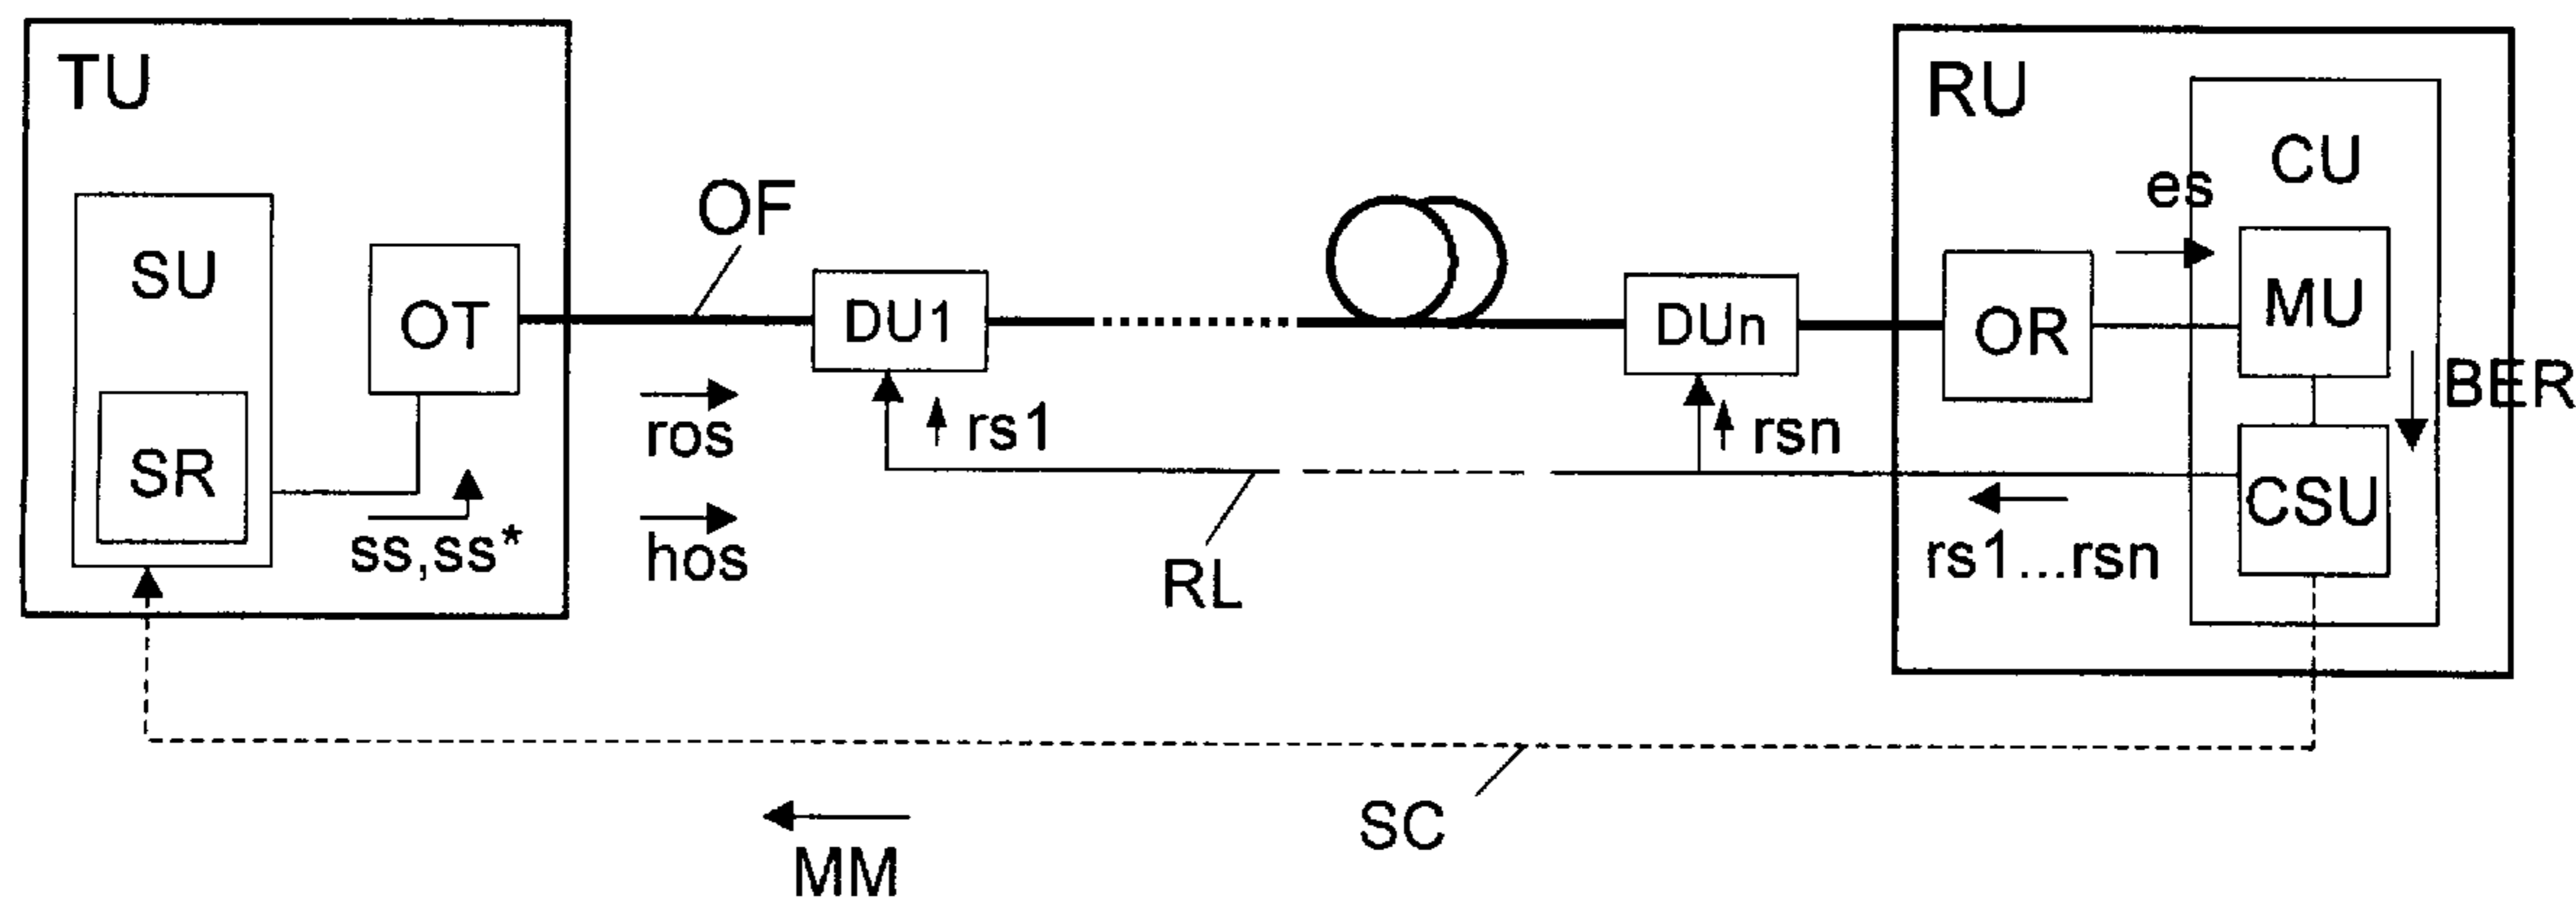 TU
RU
CU
es
OF
SU
OT
DU1
DUn
OR
MU
BER
ros
rs1
rsn
SR
ss,ss*
hos
RL
rs1...rsn
CSU
SC
MM